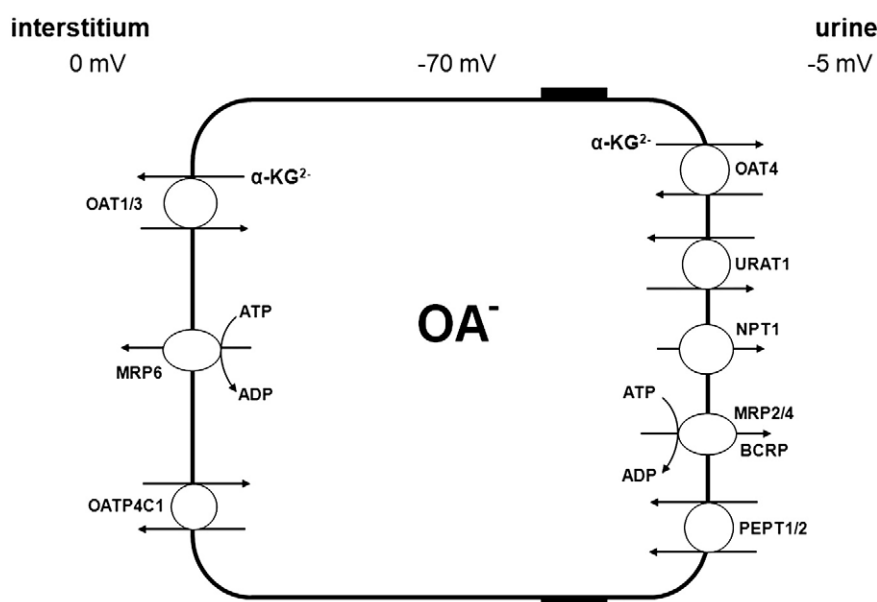 interstitium
urine
0 mV
-70 mV
-5 mV
α-KG²⁻
OAT4
α-KG²⁻
OAT1/3
URAT1
OA⁻
NPT1
ATP
MRP6
ADP
ATP
MRP2/4
BCRP
ADP
OATP4C1
PEPT1/2